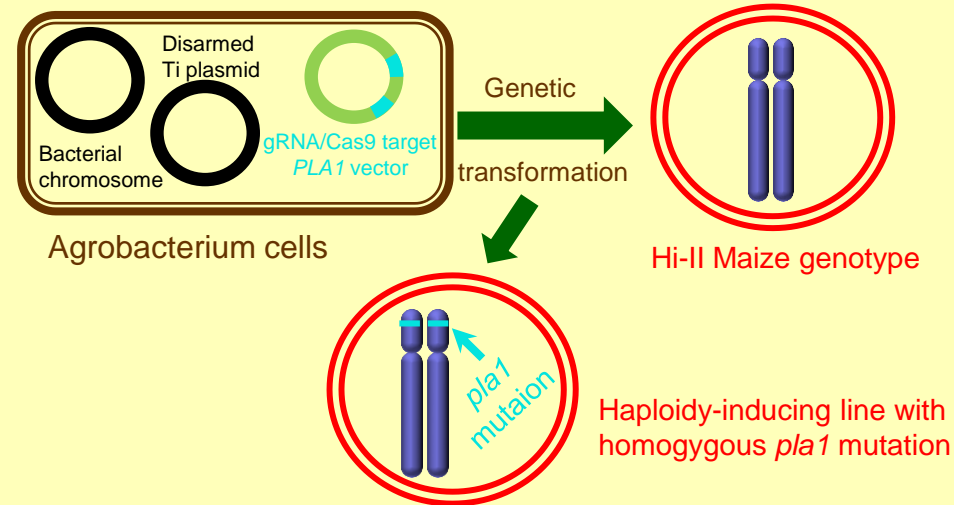 Disarmed
Ti plasmid
Bacterial
chromosome
gRNA/Cas9 target
PLA1 vector
Agrobacterium cells
Genetic
transformation
Hi-II Maize genotype
pla1
mutaion
Haploidy-inducing line with
homogygous pla1 mutation